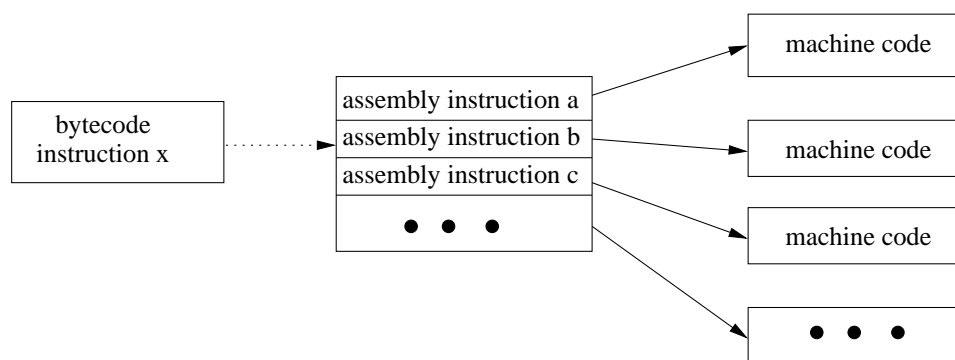 bytecode
instruction x
assembly instruction a
assembly instruction b
assembly instruction c
machine code
machine code
machine code